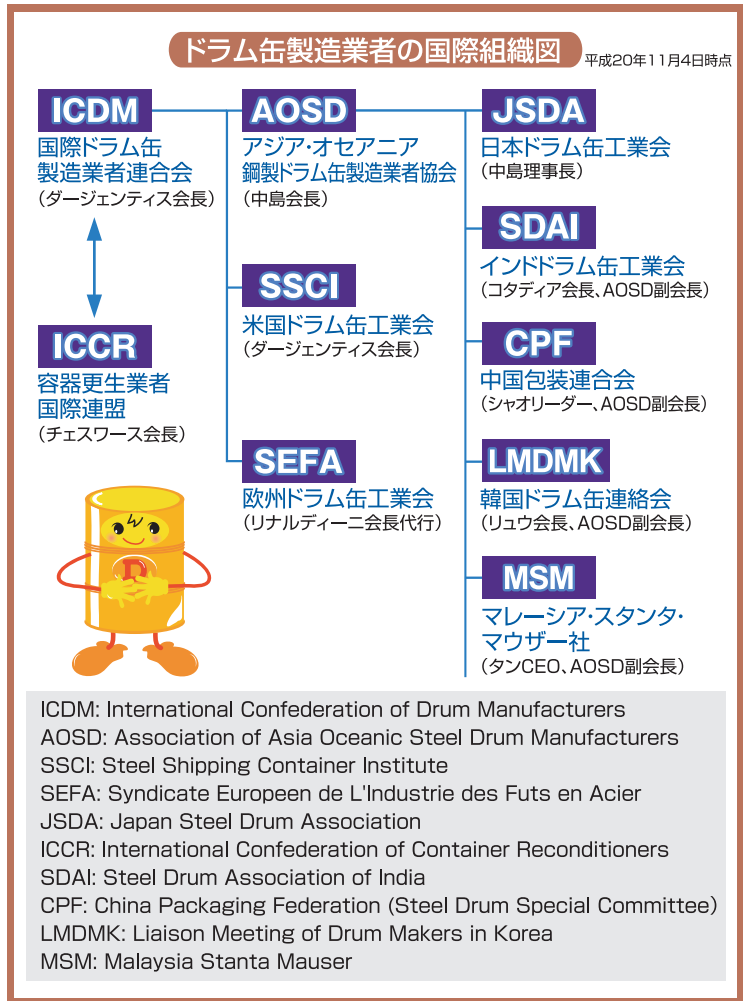 ドラム缶製造業者の国際組織図
平成20年11月4日時点
ICDM
国際ドラム缶
製造業者連合会
(ダージェンティス会長)
ICCR
容器更生業者
国際連盟
(チェスワース会長)
AOSD
アジア・オセアニア
鋼製ドラム缶製造業者協会
(中島会長)
SSCI
米国ドラム缶工業会
(ダージェンティス会長)
SEFA
欧州ドラム缶工業会
(リナルディーニ会長代行)
JSDA
日本ドラム缶工業会
(中島理事長)
SDAI
インドドラム缶工業会
(コタディア会長、AOSD副会長)
CPF
中国包装連合会
(シャオリーダー、AOSD副会長)
LMDMK
韓国ドラム缶連絡会
(リュウ会長、AOSD副会長)
MSM
マレーシア・スタンタ・
マウザー社
(タンCEO、AOSD副会長)
D
ICDM: International Confederation of Drum Manufacturers
AOSD: Association of Asia Oceanic Steel Drum Manufacturers
SSCI: Steel Shipping Container Institute
SEFA: Syndicate Europeen de L'Industrie des Futs en Acier
JSDA: Japan Steel Drum Association
ICCR: International Confederation of Container Reconditioners
SDAI: Steel Drum Association of India
CPF: China Packaging Federation (Steel Drum Special Committee)
LMDMK: Liaison Meeting of Drum Makers in Korea
MSM: Malaysia Stanta Mauser